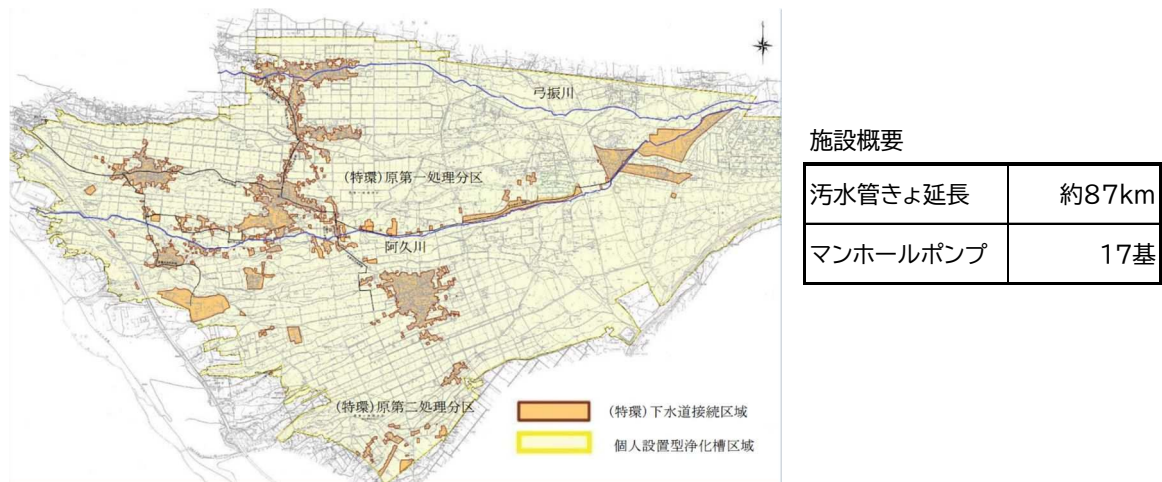 弓振川
(特環)原第一処理分区
阿久川
(特環)原第二処理分区
(特環)下水道接続区域
個人設置型浄化槽区域
施設概要
汚水管きょ延長 約87km
マンホールポンプ 17基